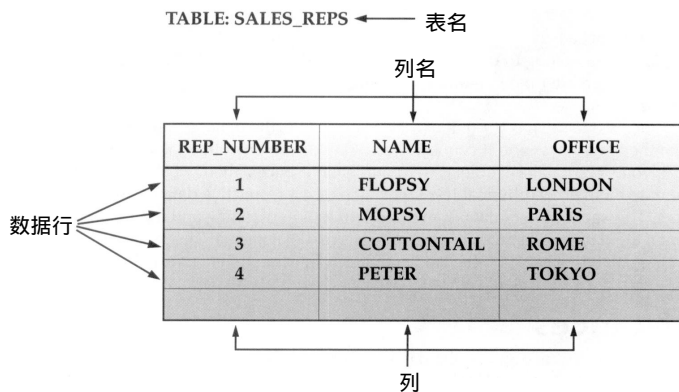 TABLE: SALES_REPS 表名
列名
REP_NUMBER NAME OFFICE
1 FLOPSY LONDON
2 MOPSY PARIS
数据行
3 COTTONTAIL ROME
4 PETER TOKYO
列